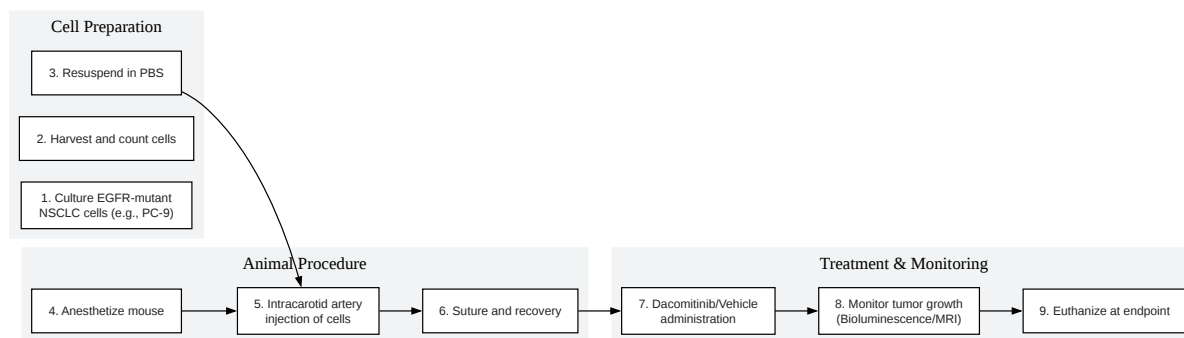 Cell Preparation
3. Resuspend in PBS
2. Harvest and count cells
1. Culture EGFR-mutant
NSCLC cells (e.g., PC-9)
Animal Procedure
4. Anesthetize mouse
5. Intracarotid artery
injection of cells
6. Suture and recovery
Treatment & Monitoring
7. Dacomitinib/Vehicle
administration
8. Monitor tumor growth
(Bioluminescence/MRI)
9. Euthanize at endpoint